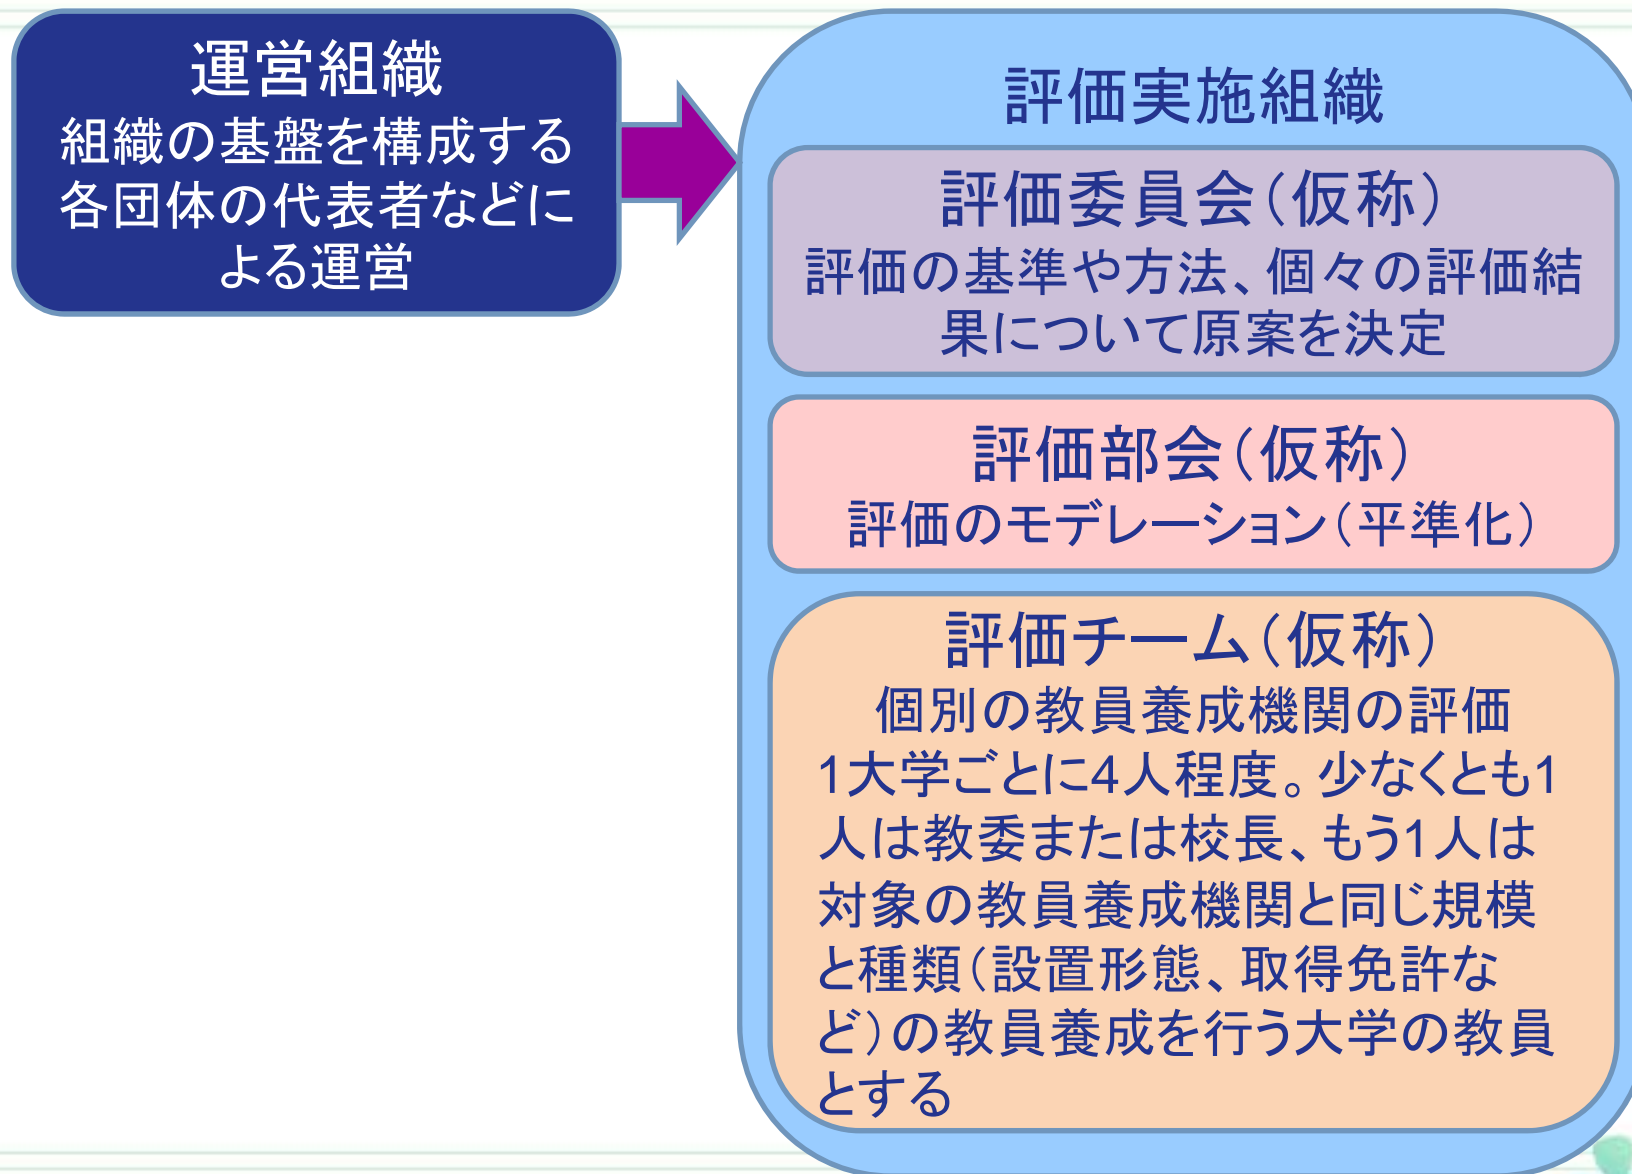 運営組織
組織の基盤を構成する
各団体の代表者などに
よる運営
評価実施組織
評価委員会（仮称）
評価の基準や方法、個々の評価結
果について原案を決定
評価部会（仮称）
評価のモデレーション（平準化）
評価チーム（仮称）
個別の教員養成機関の評価
1大学ごとに4人程度。少なくとも1
人は教委または校長、もう1人は
対象の教員養成機関と同じ規模
と種類（設置形態、取得免許な
ど）の教員養成を行う大学の教員
とする